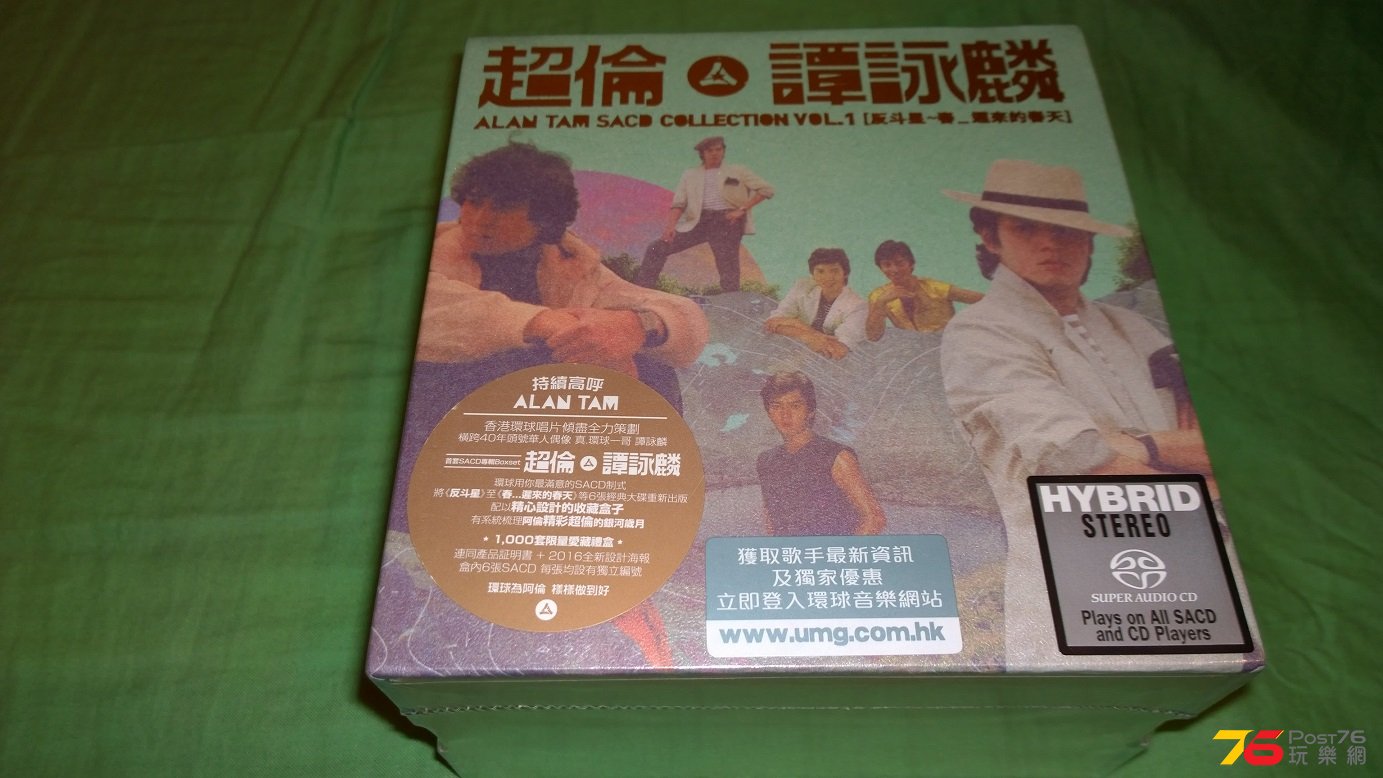 超倫 譚詠麟
ALAN TAM SACD COLLECTION VOL.1 [反斗星~春_遲來的春天]
持續高呼
ALAN TAM
香港環球唱片傾盡全力策劃
橫跨40年頭號華人偶像 真.環球一哥 譚詠麟
首套SACD專輯Boxset 超倫 譚詠麟
環球用你最滿意的SACD制式
將《反斗星》至《春...遲來的春天》等6張經典大碟重新出版
配以精心設計的收藏盒子
有系統梳理阿倫精彩超倫的銀河歲月
★ 1,000套限量愛藏禮盒 ★
連同產品証明書 + 2016全新設計海報
盒內6張SACD 每張均設有獨立編號
環球為阿倫 樣樣做到好
獲取歌手最新資訊
及獨家優惠
立即登入環球音樂網站
www.umg.com.hk
HYBRID
STEREO
SUPER AUDIO CD
Plays on All SACD
and CD Players
76 POST76
玩樂網